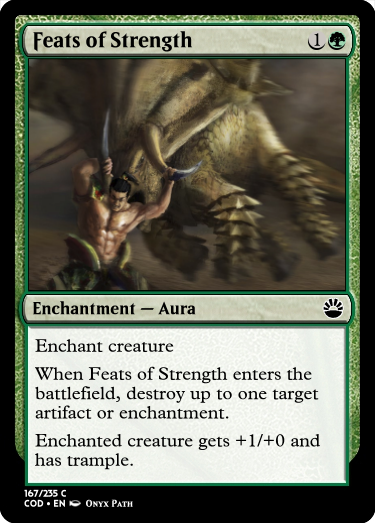 Feats of Strength 1
Enchantment — Aura
Enchant creature
When Feats of Strength enters the
battlefield, destroy up to one target
artifact or enchantment.
Enchanted creature gets +1/+0 and
has trample.
167/235 C
COD • EN Onyx Path